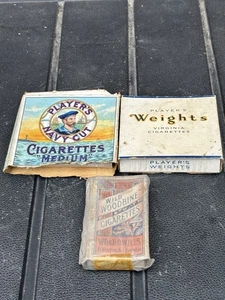 PLAYER'S
NAVY CUT
CIGARETTES
"MEDIUM"
PLAYER'S
Weights
VIRGINIA
CIGARETTES
PLAYER'S
WEIGHTS
WILD
WOODBINE
CIGARETTES